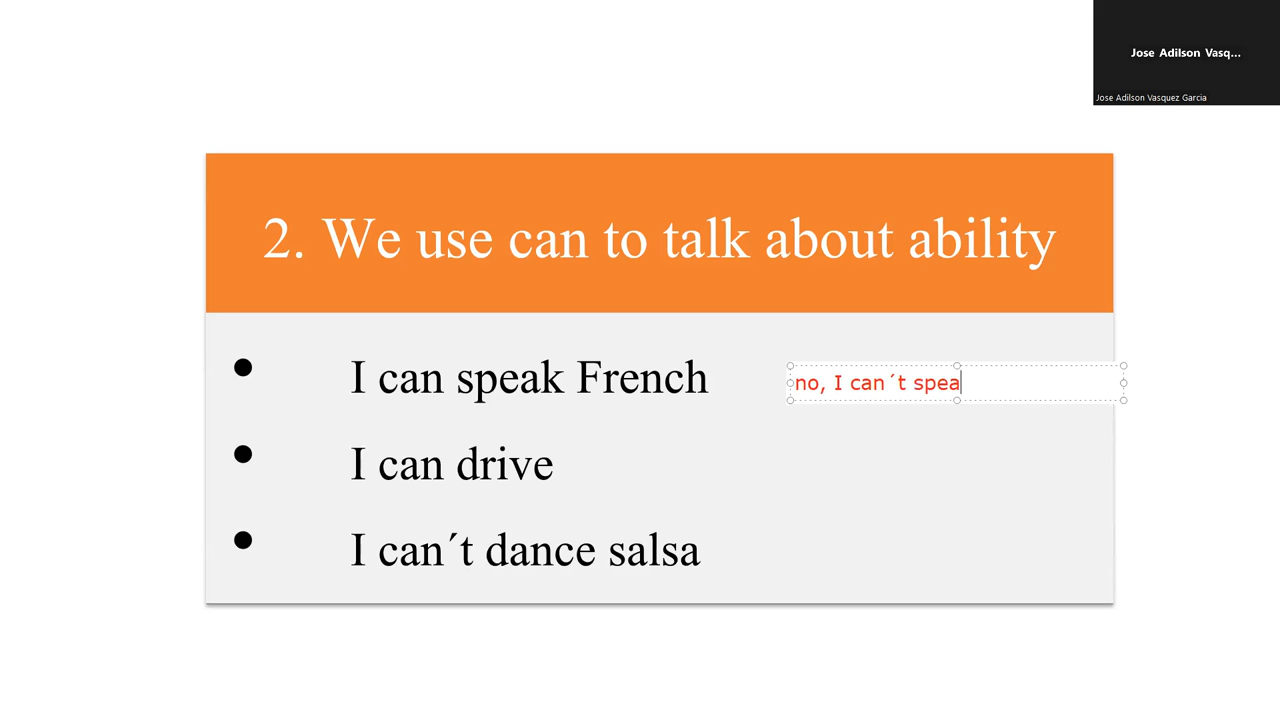 Jose Adilson Vasq...
Jose Adilson Vasquez Garcia
2. We use can to talk about ability
• I can speak French
no, I can´t spea
• I can drive
• I can´t dance salsa